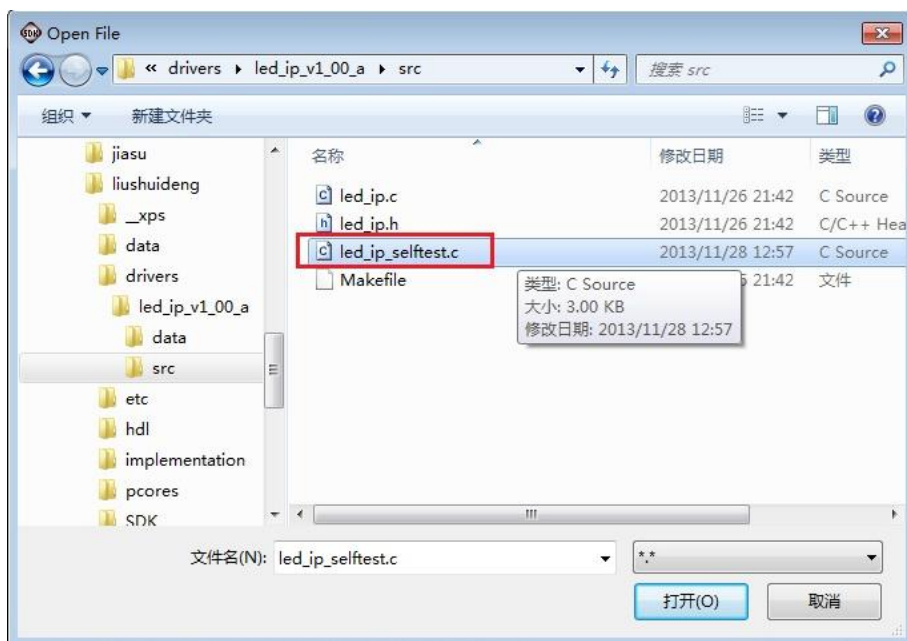 SDK Open File
« drivers ▸ led_ip_v1_00_a ▸ src
搜索 src
组织 新建文件夹
jiasu
liushuideng
__xps
data
drivers
led_ip_v1_00_a
data
src
etc
hdl
implementation
pcores
SDK
名称 修改日期 类型
led_ip.c 2013/11/26 21:42 C Source
led_ip.h 2013/11/26 21:42 C/C++ Hea
led_ip_selftest.c 2013/11/28 12:57 C Source
Makefile 21:42 文件
类型: C Source
大小: 3.00 KB
修改日期: 2013/11/28 12:57
文件名(N): led_ip_selftest.c *.*
打开(O) 取消